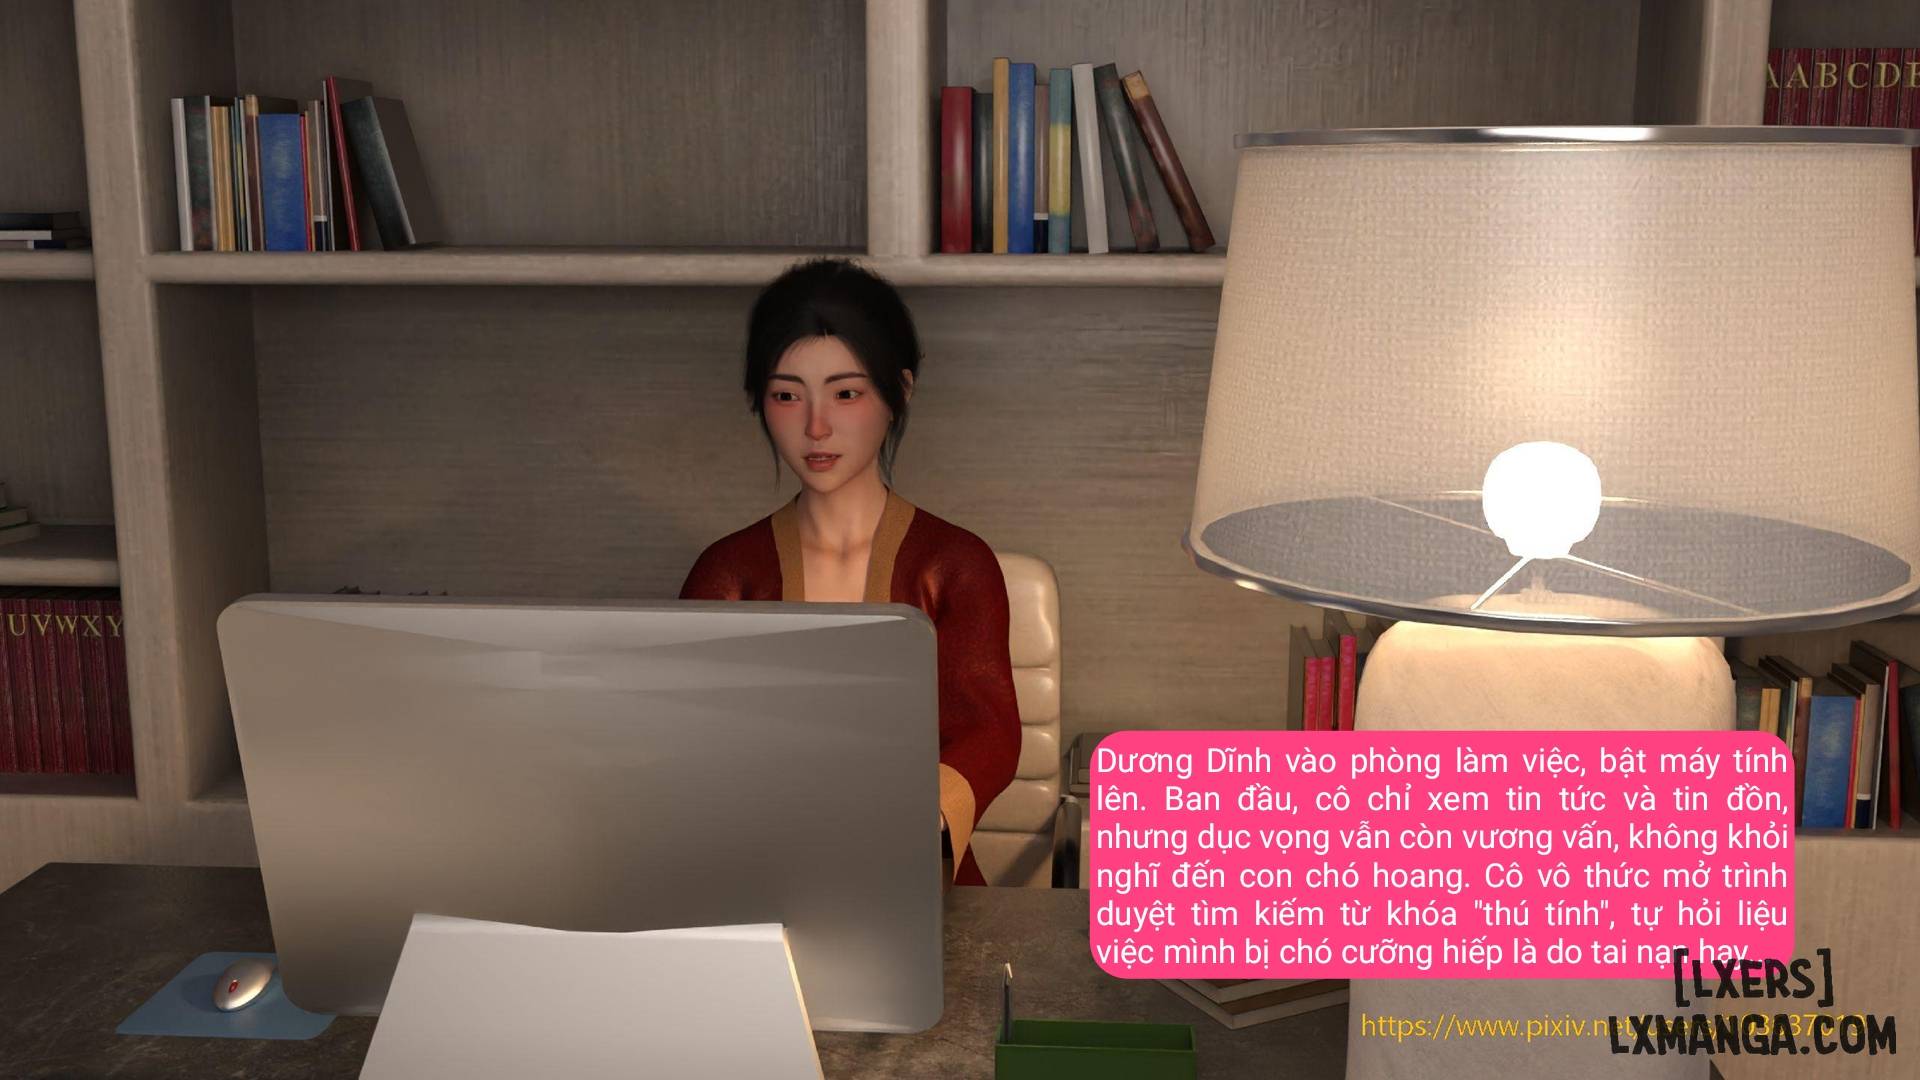 AABCDE
UVWXY
Dương Dĩnh vào phòng làm việc, bật máy tính
lên. Ban đầu, cô chỉ xem tin tức và tin đồn,
nhưng dục vọng vẫn còn vương vấn, không khỏi
nghĩ đến con chó hoang. Cô vô thức mở trình
duyệt tìm kiếm từ khóa "thú tính", tự hỏi liệu
việc mình bị chó cưỡng hiếp là do tai nạn hay...
[LXERS]
https://www.pixiv.net/users/
LXMANGA.COM